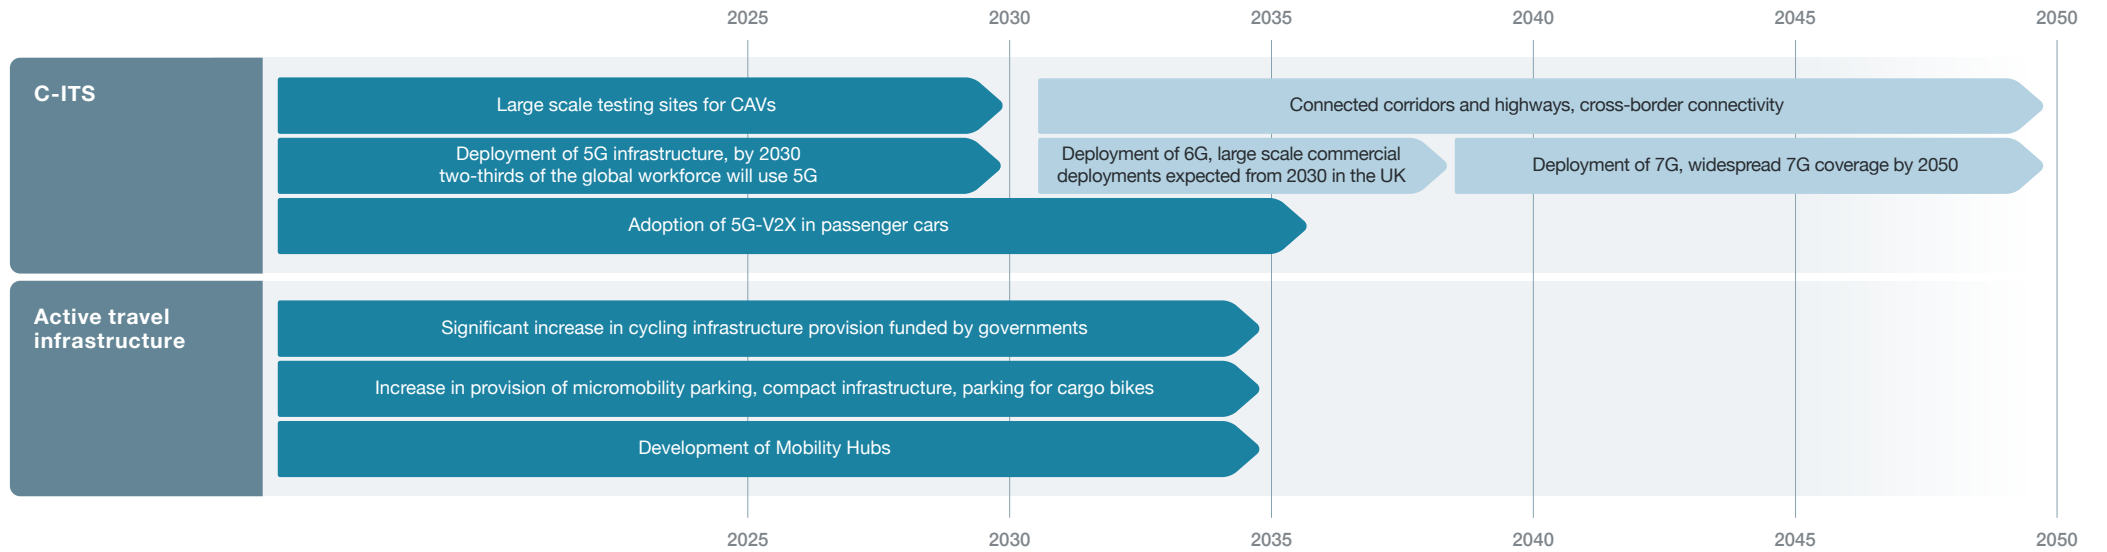 2025 2030 2035 2040 2045 2050
C-ITS
Large scale testing sites for CAVs
Connected corridors and highways, cross-border connectivity
Deployment of 5G infrastructure, by 2030
two-thirds of the global workforce will use 5G
Deployment of 6G, large scale commercial
deployments expected from 2030 in the UK
Deployment of 7G, widespread 7G coverage by 2050
Adoption of 5G-V2X in passenger cars
Active travel
infrastructure
Significant increase in cycling infrastructure provision funded by governments
Increase in provision of micromobility parking, compact infrastructure, parking for cargo bikes
Development of Mobility Hubs
2025 2030 2035 2040 2045 2050